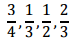 3/4, 1/3, 1/2, 2/3